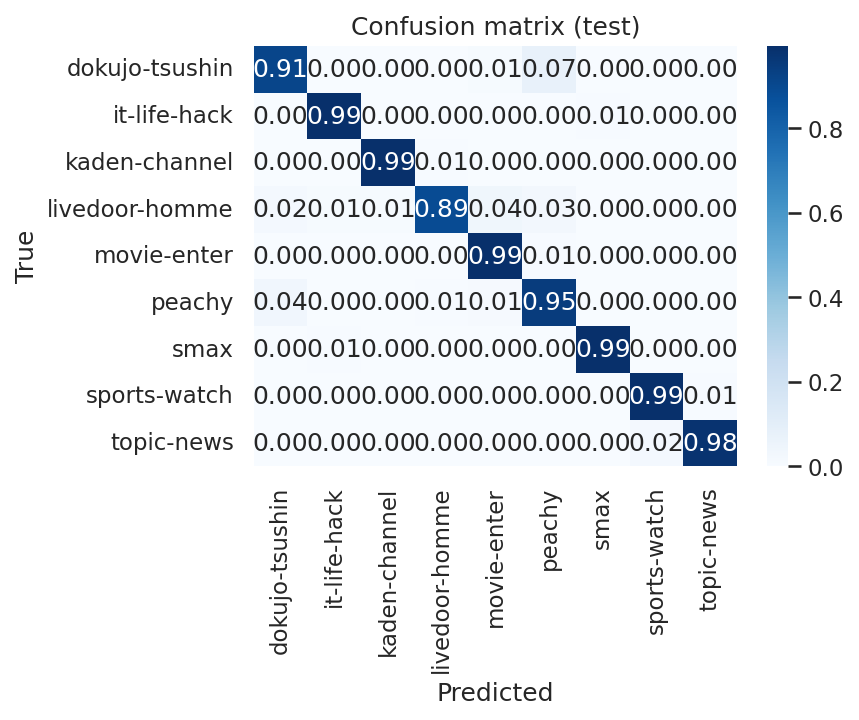 Confusion matrix (test)
True
dokujo-tsushin 0.91 0.00 0.00 0.00 0.01 0.07 0.00 0.00 0.00
it-life-hack 0.00 0.99 0.00 0.00 0.00 0.00 0.01 0.00 0.00
kaden-channel 0.00 0.00 0.99 0.01 0.00 0.00 0.00 0.00 0.00
livedoor-homme 0.02 0.01 0.01 0.89 0.04 0.03 0.00 0.00 0.00
movie-enter 0.00 0.00 0.00 0.00 0.99 0.01 0.00 0.00 0.00
peachy 0.04 0.00 0.00 0.01 0.01 0.95 0.00 0.00 0.00
smax 0.00 0.01 0.00 0.00 0.00 0.00 0.99 0.00 0.00
sports-watch 0.00 0.00 0.00 0.00 0.00 0.00 0.00 0.99 0.01
topic-news 0.00 0.00 0.00 0.00 0.00 0.00 0.00 0.02 0.98
dokujo-tsushin
it-life-hack
kaden-channel
livedoor-homme
movie-enter
peachy
smax
sports-watch
topic-news
Predicted
0.8
0.6
0.4
0.2
0.0